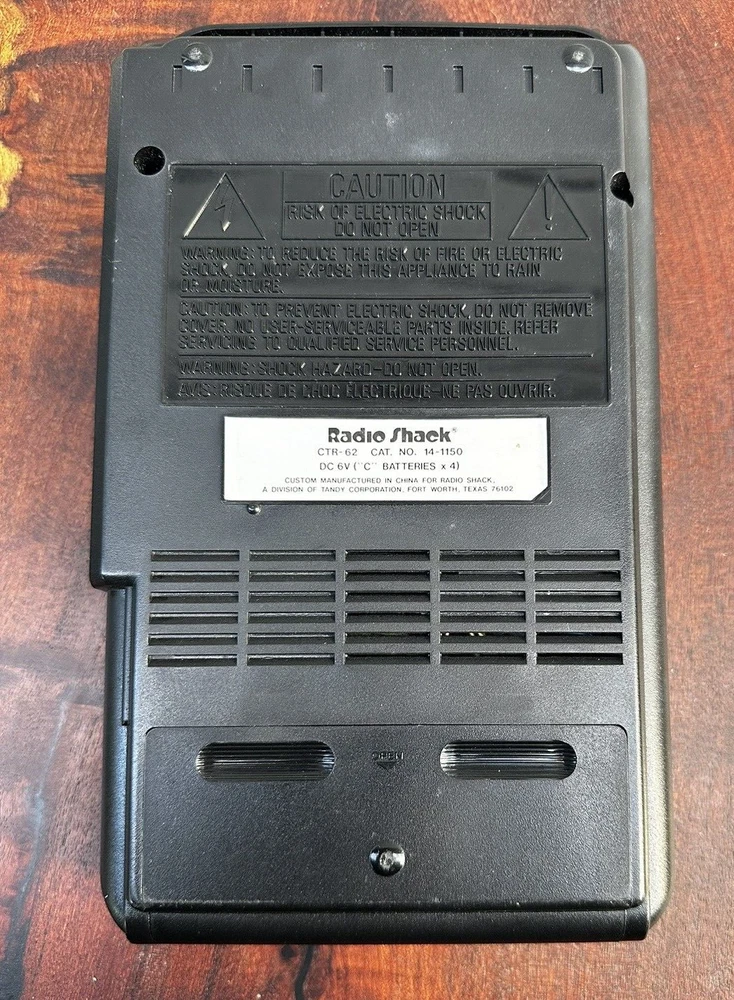 CAUTION
RISK OF ELECTRIC SHOCK
DO NOT OPEN
WARNING: TO REDUCE THE RISK OF FIRE OR ELECTRIC
SHOCK, DO NOT EXPOSE THIS APPLIANCE TO RAIN
OR MOISTURE.
CAUTION: TO PREVENT ELECTRIC SHOCK, DO NOT REMOVE
COVER. NO USER-SERVICEABLE PARTS INSIDE. REFER
SERVICING TO QUALIFIED SERVICE PERSONNEL.
WARNING: SHOCK HAZARD-DO NOT OPEN.
AVIS: RISQUE DE CHOC ÉLECTRIQUE-NE PAS OUVRIR.
Radio Shack®
CTR-62 CAT. NO. 14-1150
DC 6V ("C" BATTERIES x 4)
CUSTOM MANUFACTURED IN CHINA FOR RADIO SHACK,
A DIVISION OF TANDY CORPORATION, FORT WORTH, TEXAS 76102
OPEN